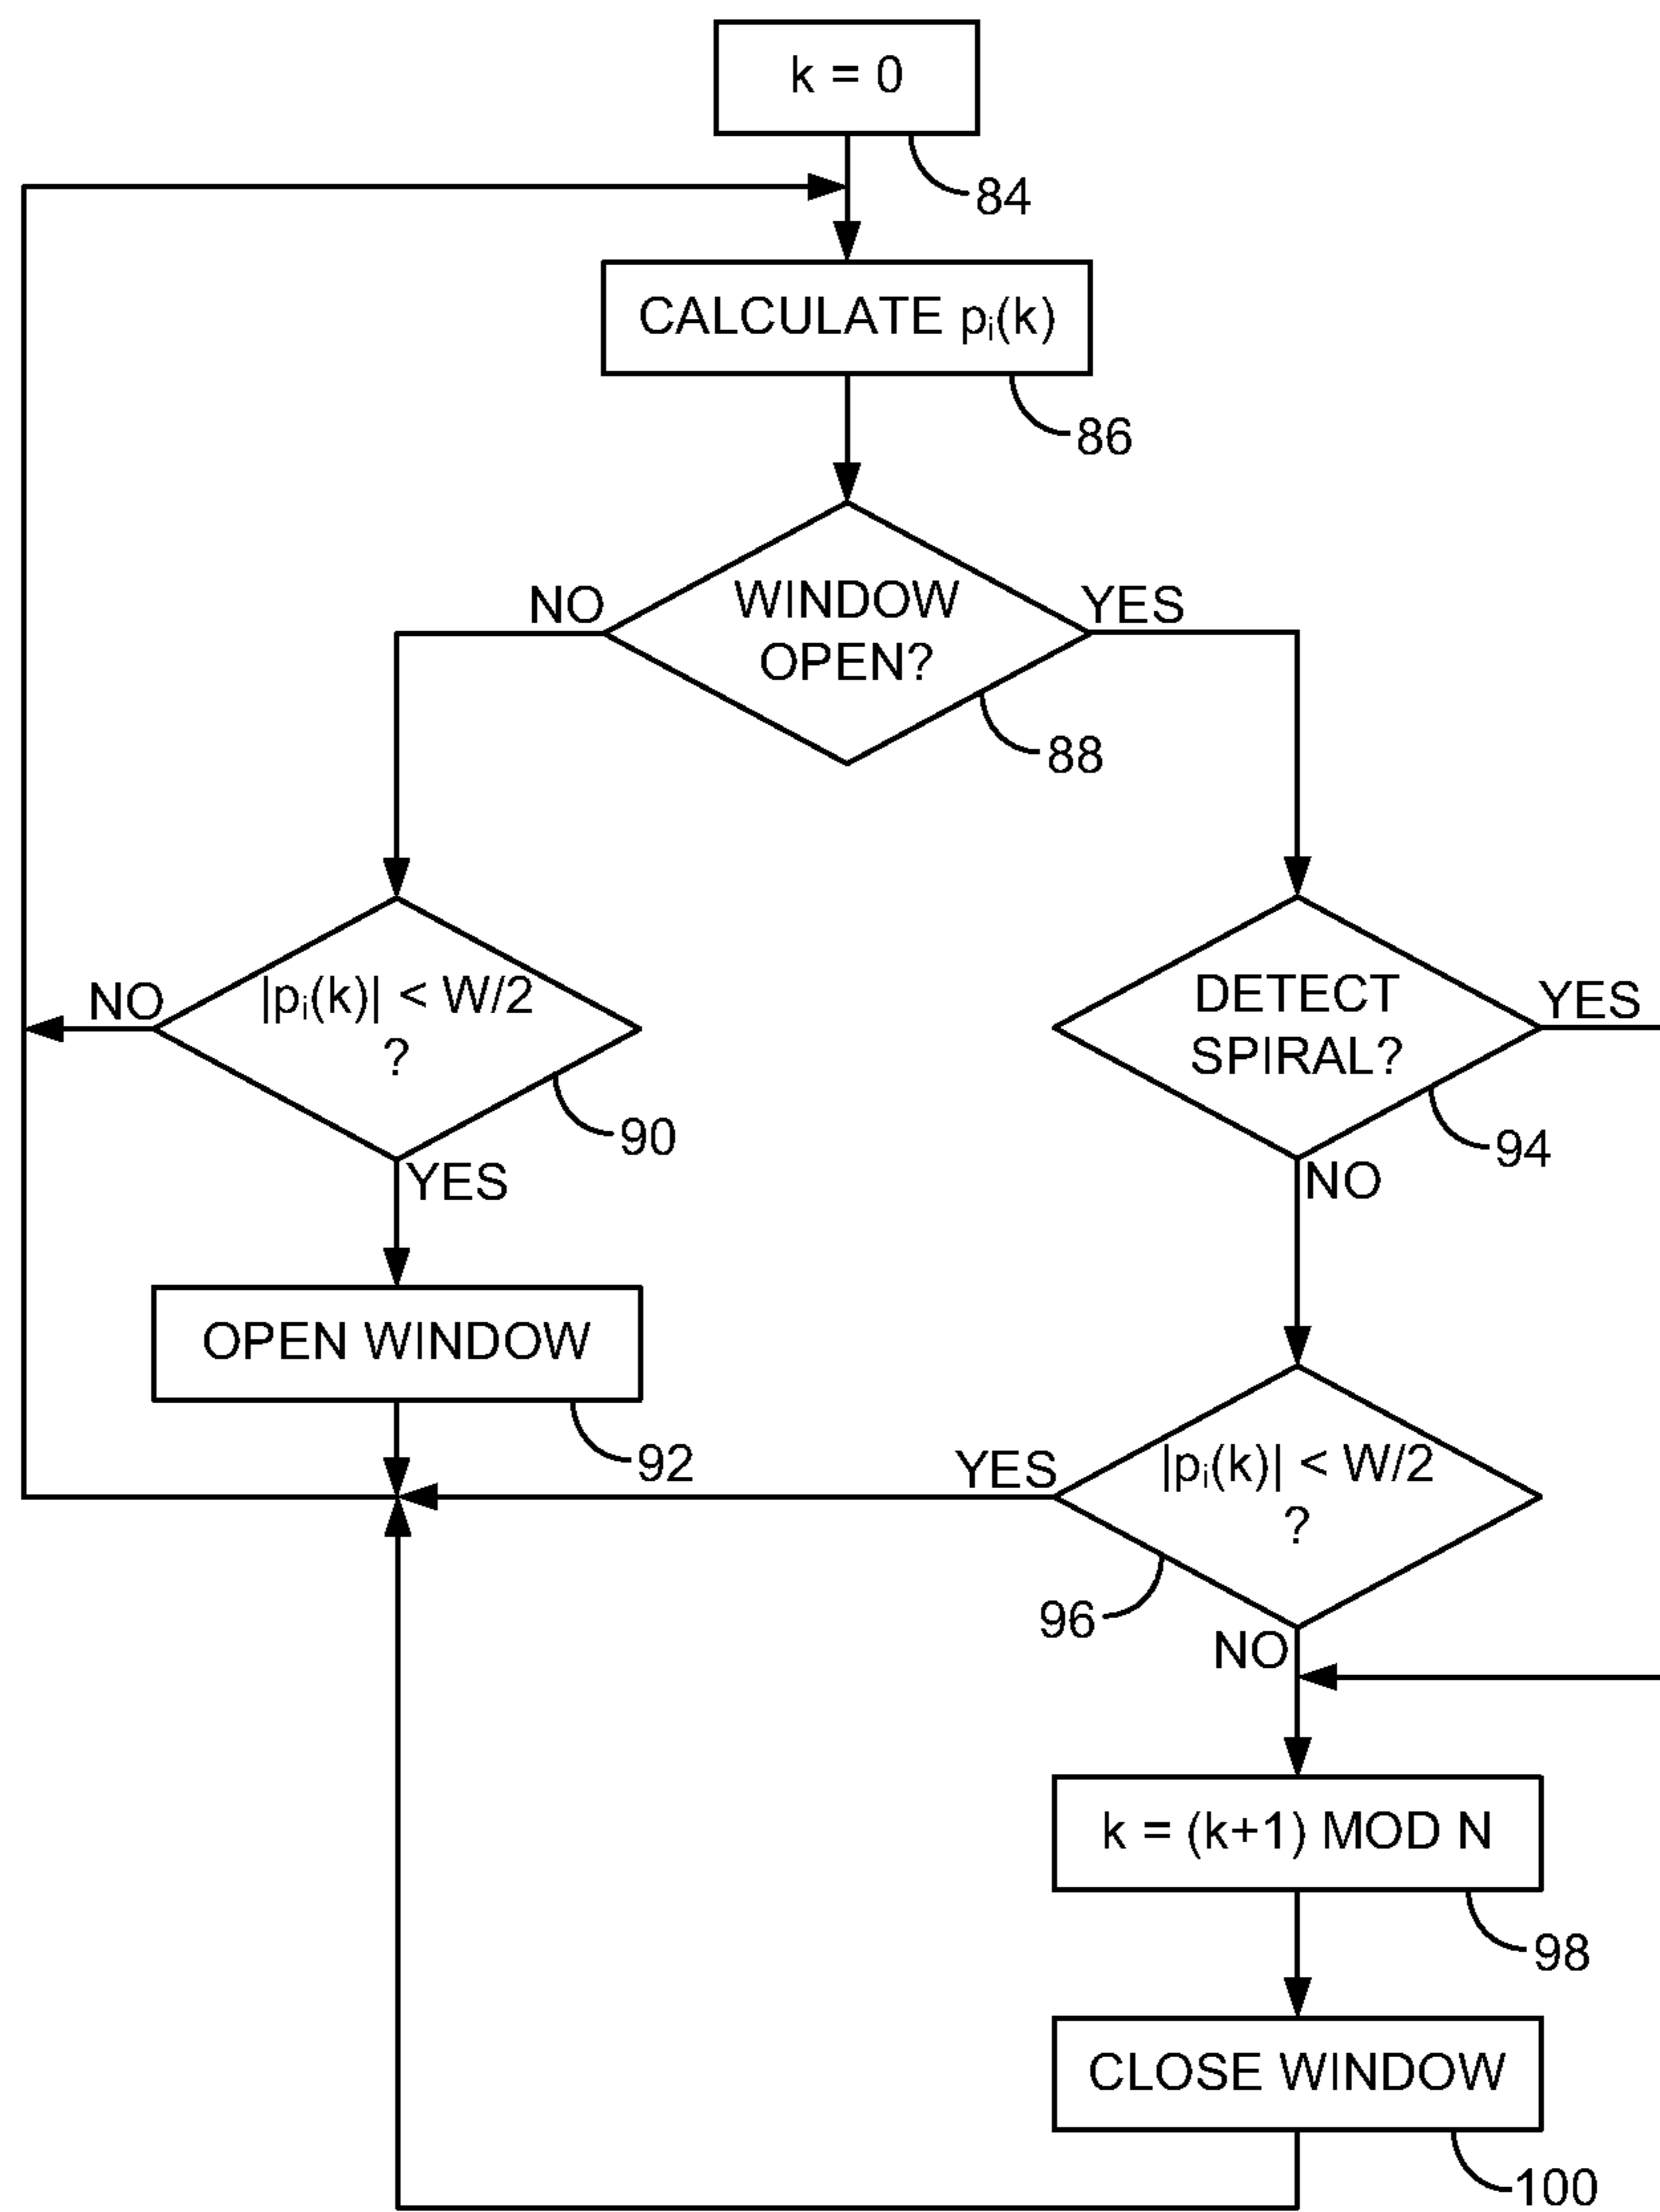 k = 0
84
CALCULATE pᵢ(k)
86
NO
WINDOW
OPEN?
YES
88
NO
|pᵢ(k)| < W/2
?
90
YES
DETECT
SPIRAL?
YES
94
NO
OPEN WINDOW
92
YES
|pᵢ(k)| < W/2
?
96
NO
k = (k+1) MOD N
98
CLOSE WINDOW
100